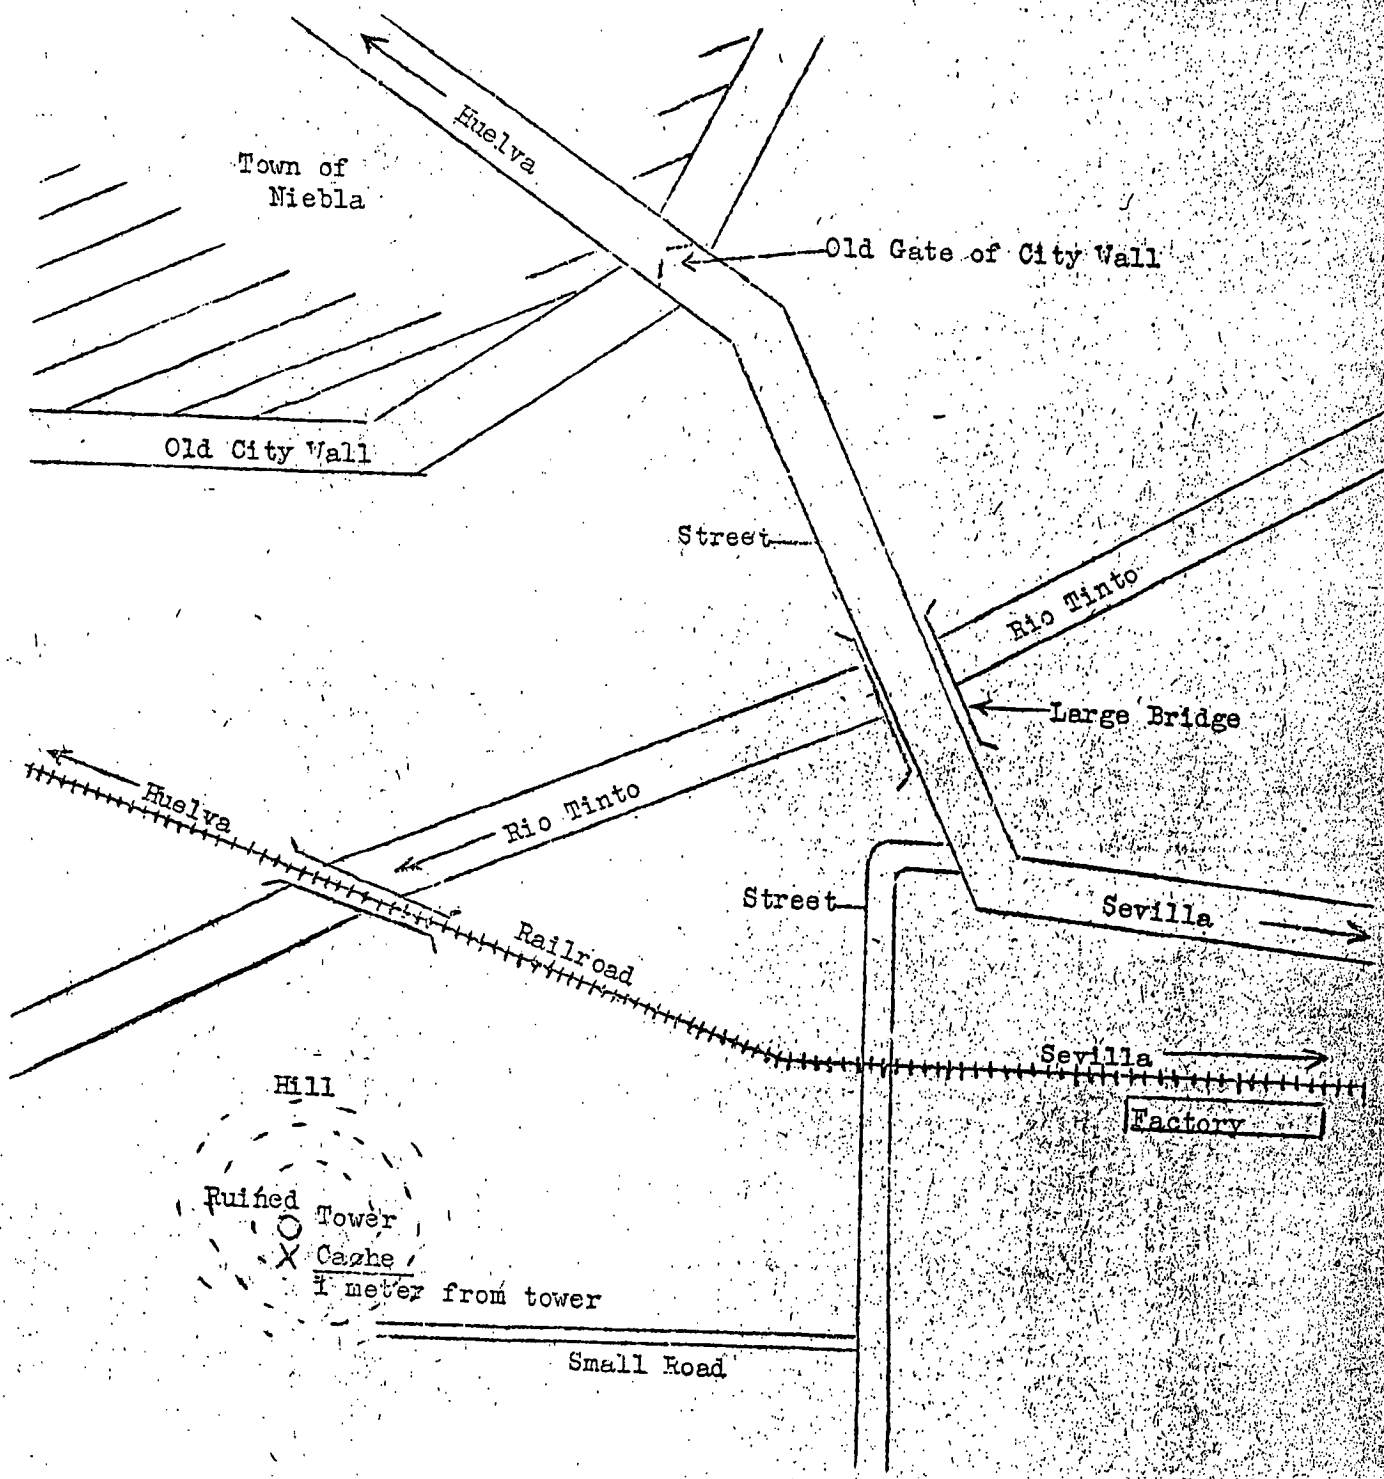 Huelva
Town of
Niebla
Old Gate of City Wall
Old City Wall
Street
Rio Tinto
Large Bridge
Huelva
Rio Tinto
Street
Sevilla
Railroad
Sevilla
Factory
Hill
Ruined
Tower
X Cache
1 meter from tower
Small Road